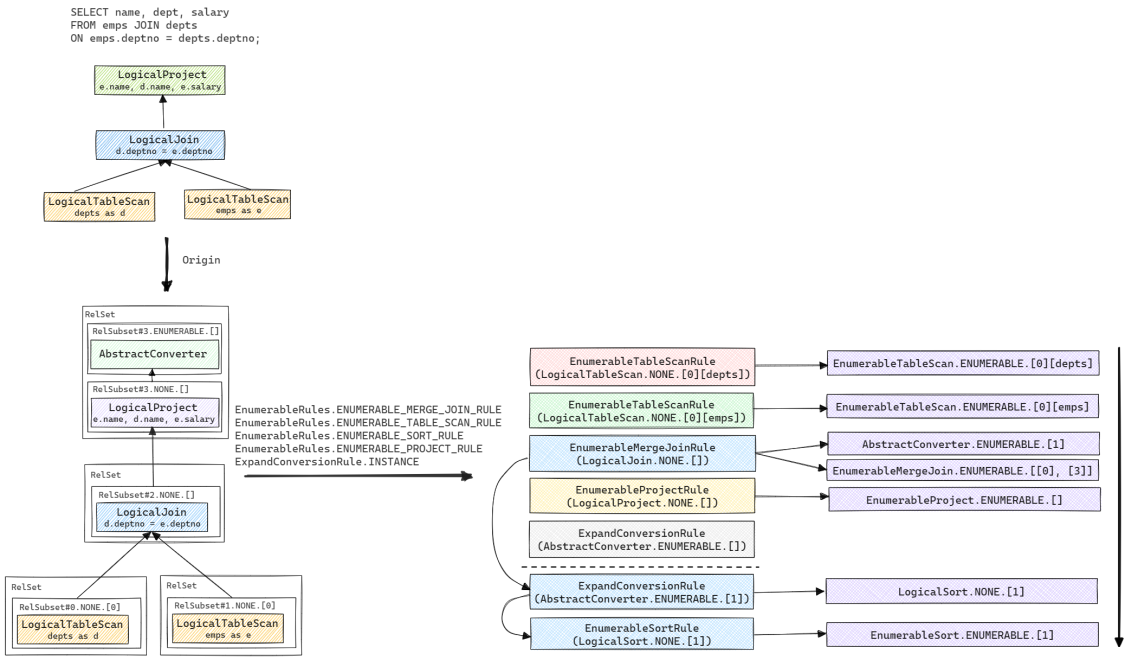 SELECT name, dept, salary
FROM emps JOIN depts
ON emps.deptno = depts.deptno;
LogicalProject
e.name, d.name, e.salary
LogicalJoin
d.deptno = e.deptno
LogicalTableScan
depts as d
LogicalTableScan
emps as e
Origin
RelSet
RelSubset#3.ENUMERABLE.[]
AbstractConverter
RelSubset#3.NONE.[]
LogicalProject
e.name, d.name, e.salary
RelSet
RelSubset#2.NONE.[]
LogicalJoin
d.deptno = e.deptno
RelSet
RelSubset#0.NONE.[0]
LogicalTableScan
depts as d
RelSet
RelSubset#1.NONE.[0]
LogicalTableScan
emps as e
EnumerableRules.ENUMERABLE_MERGE_JOIN_RULE
EnumerableRules.ENUMERABLE_TABLE_SCAN_RULE
EnumerableRules.ENUMERABLE_SORT_RULE
EnumerableRules.ENUMERABLE_PROJECT_RULE
ExpandConversionRule.INSTANCE
EnumerableTableScanRule
(LogicalTableScan.NONE.[0][depts])
EnumerableTableScan.ENUMERABLE.[0][depts]
EnumerableTableScanRule
(LogicalTableScan.NONE.[0][emps])
EnumerableTableScan.ENUMERABLE.[0][emps]
EnumerableMergeJoinRule
(LogicalJoin.NONE.[])
AbstractConverter.ENUMERABLE.[1]
EnumerableMergeJoin.ENUMERABLE.[[0], [3]]
EnumerableProjectRule
(LogicalProject.NONE.[])
EnumerableProject.ENUMERABLE.[]
ExpandConversionRule
(AbstractConverter.ENUMERABLE.[])
ExpandConversionRule
(AbstractConverter.ENUMERABLE.[1])
LogicalSort.NONE.[1]
EnumerableSortRule
(LogicalSort.NONE.[1])
EnumerableSort.ENUMERABLE.[1]